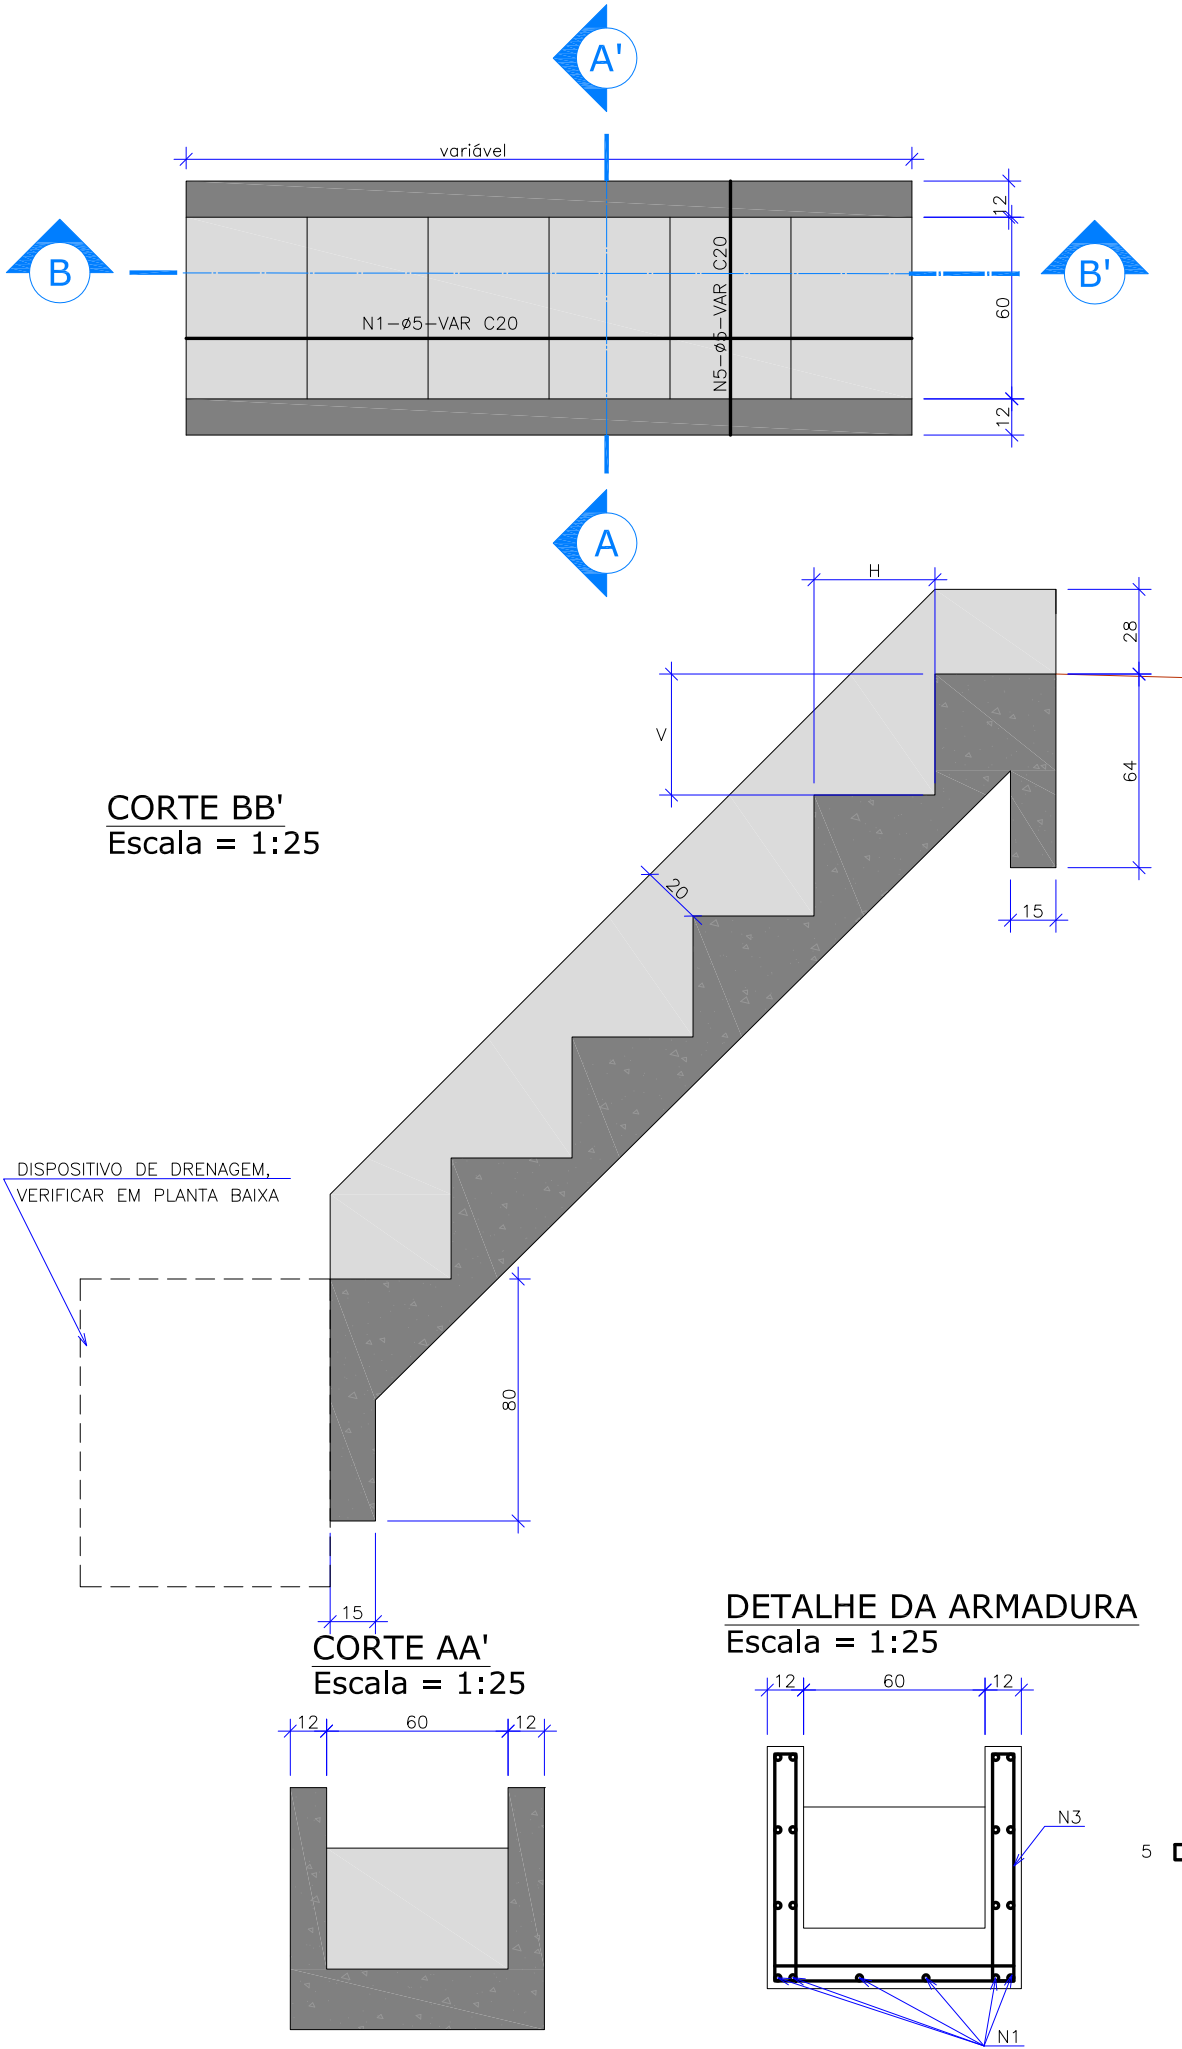 A'
variável
12
B
B'
N1-ø5-VAR C20
N5-ø5-VAR C20
60
12
A
H
28
V
64
CORTE BB'
Escala = 1:25
20
15
DISPOSITIVO DE DRENAGEM,
VERIFICAR EM PLANTA BAIXA
80
15
DETALHE DA ARMADURA
Escala = 1:25
CORTE AA'
Escala = 1:25
12 60 12
12 60 12
N3
5
N1